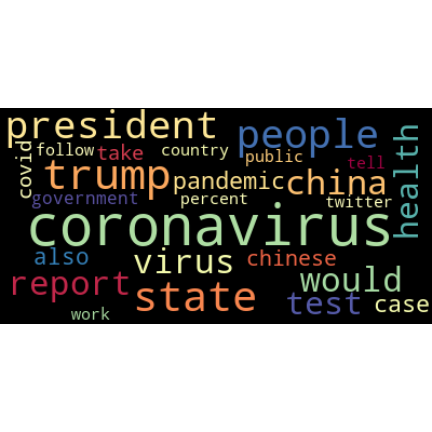 president
people
covid
follow
take
country
public
tell
health
trump
pandemic
china
government
percent
twitter
coronavirus
also
virus
chinese
report
state
would
test
case
work